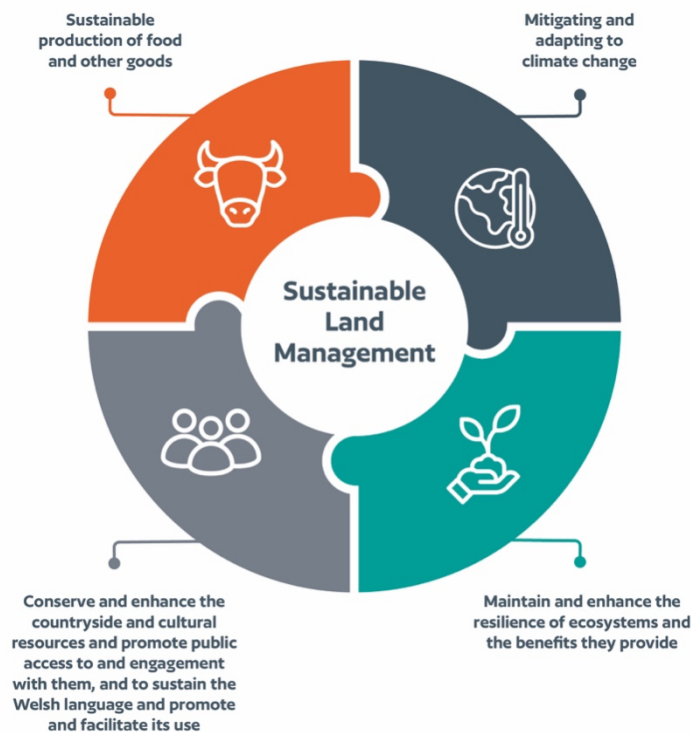 Sustainable
production of food
and other goods
Mitigating and
adapting to
climate change
Sustainable
Land
Management
Conserve and enhance the
countryside and cultural
resources and promote public
access to and engagement
with them, and to sustain the
Welsh language and promote
and facilitate its use
Maintain and enhance the
resilience of ecosystems and
the benefits they provide